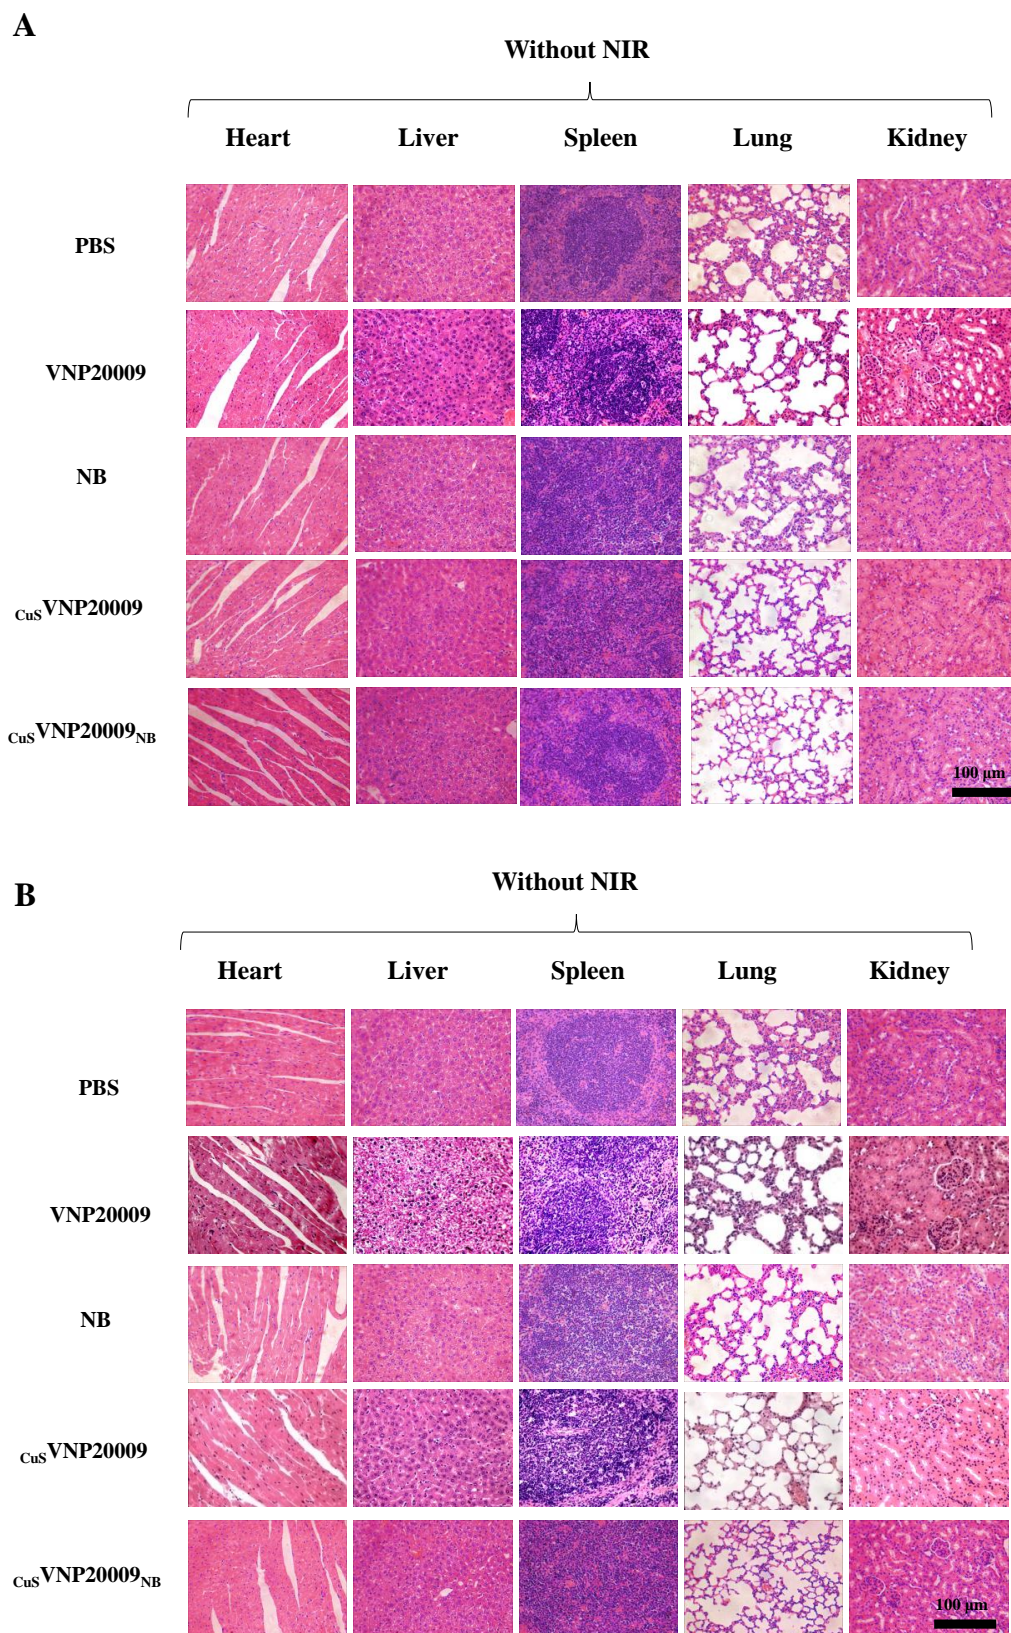 A
Without NIR
Heart Liver Spleen Lung Kidney
PBS
VNP20009
NB
CuSVNP20009
CuSVNP20009NB
100 μm
B
Without NIR
Heart Liver Spleen Lung Kidney
PBS
VNP20009
NB
CuSVNP20009
CuSVNP20009NB
100 μm